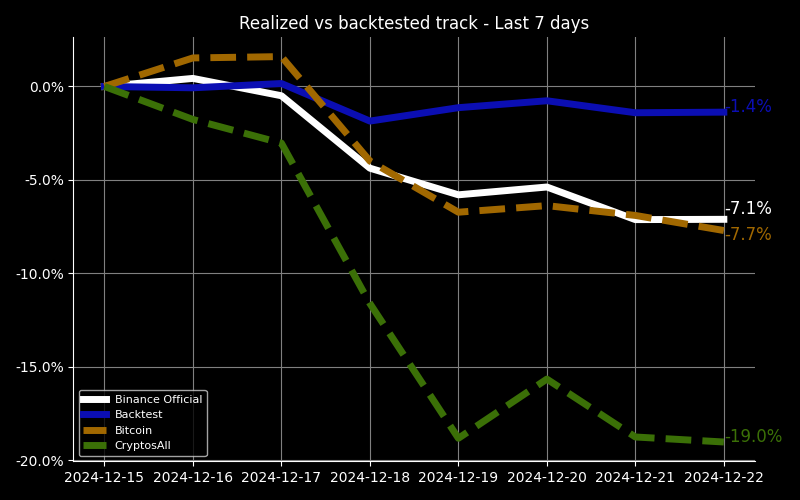 Realized vs backtested track - Last 7 days
0.0%
-5.0%
-10.0%
-15.0%
-20.0%
-1.4%
-7.1%
-7.7%
-19.0%
Binance Official
Backtest
Bitcoin
CryptosAll
2024-12-15 2024-12-16 2024-12-17 2024-12-18 2024-12-19 2024-12-20 2024-12-21 2024-12-22